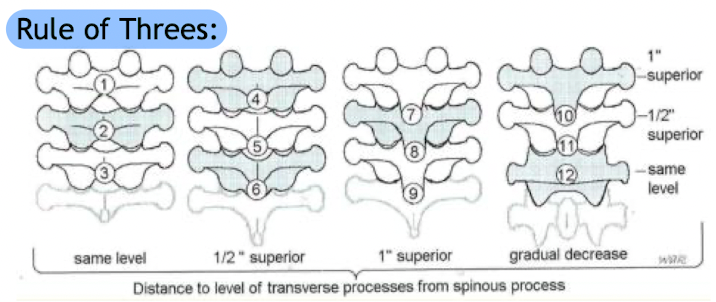 Rule of Threes:
1
2
3
4
5
6
7
8
9
10
11
12
1"
superior
1/2"
superior
same
level
same level
1/2 " superior
1" superior
gradual decrease
Distance to level of transverse processes from spinous process